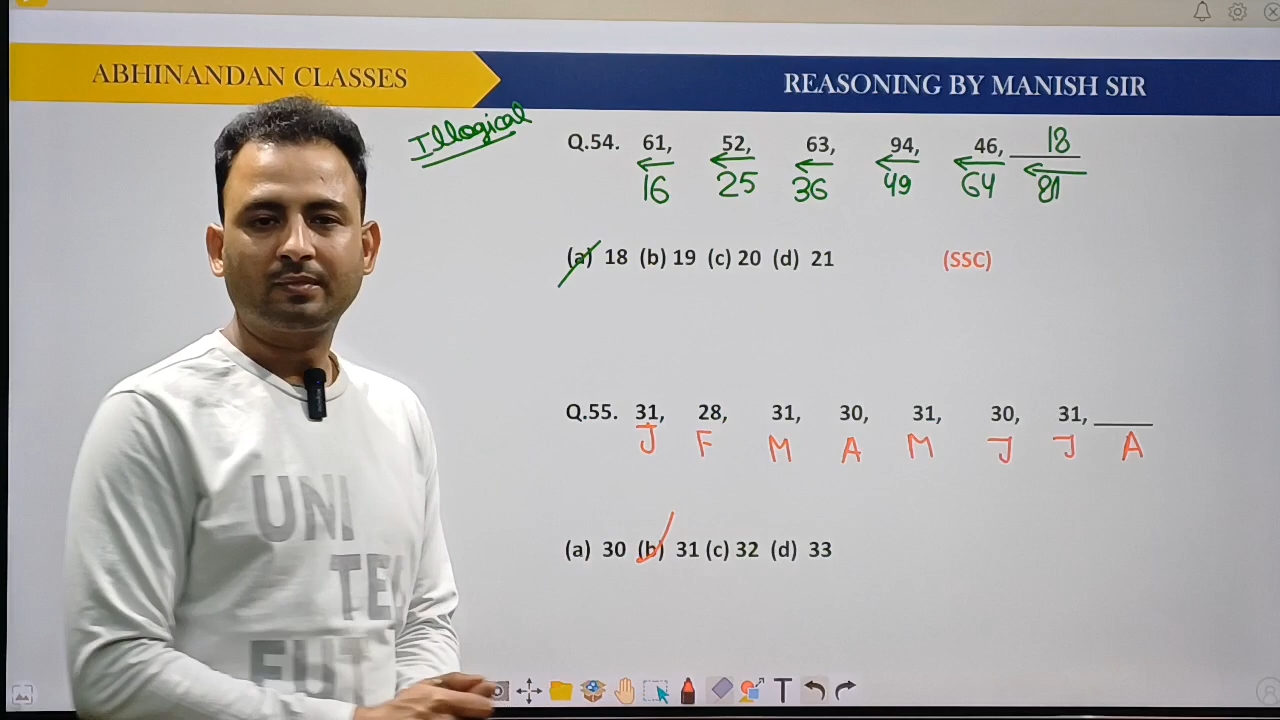 ABHINANDAN CLASSES
REASONING BY MANISH SIR
Illogical
Q.54. 61, 52, 63, 94, 46, 18
16 25 36 49 64 81
(a) 18 (b) 19 (c) 20 (d) 21 (SSC)
Q.55. 31, 28, 31, 30, 31, 30, 31, ____
J F M A M J J A
(a) 30 (b) 31 (c) 32 (d) 33
UNI
TE
FUT
T